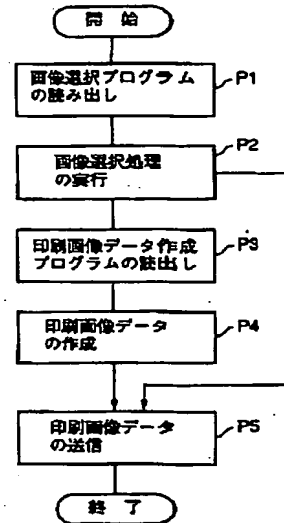 開始
画像選択プログラム
の読み出し
P1
画像選択処理
の実行
P2
印刷画像データ作成
プログラムの読出し
P3
印刷画像データ
の作成
P4
印刷画像データ
の送信
P5
終了